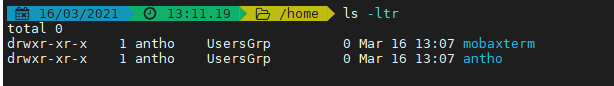 16/03/2021 13:11.19 /home ls -ltr
total 0
drwxr-xr-x 1 antho UsersGrp 0 Mar 16 13:07 mobaxterm
drwxr-xr-x 1 antho UsersGrp 0 Mar 16 13:07 antho